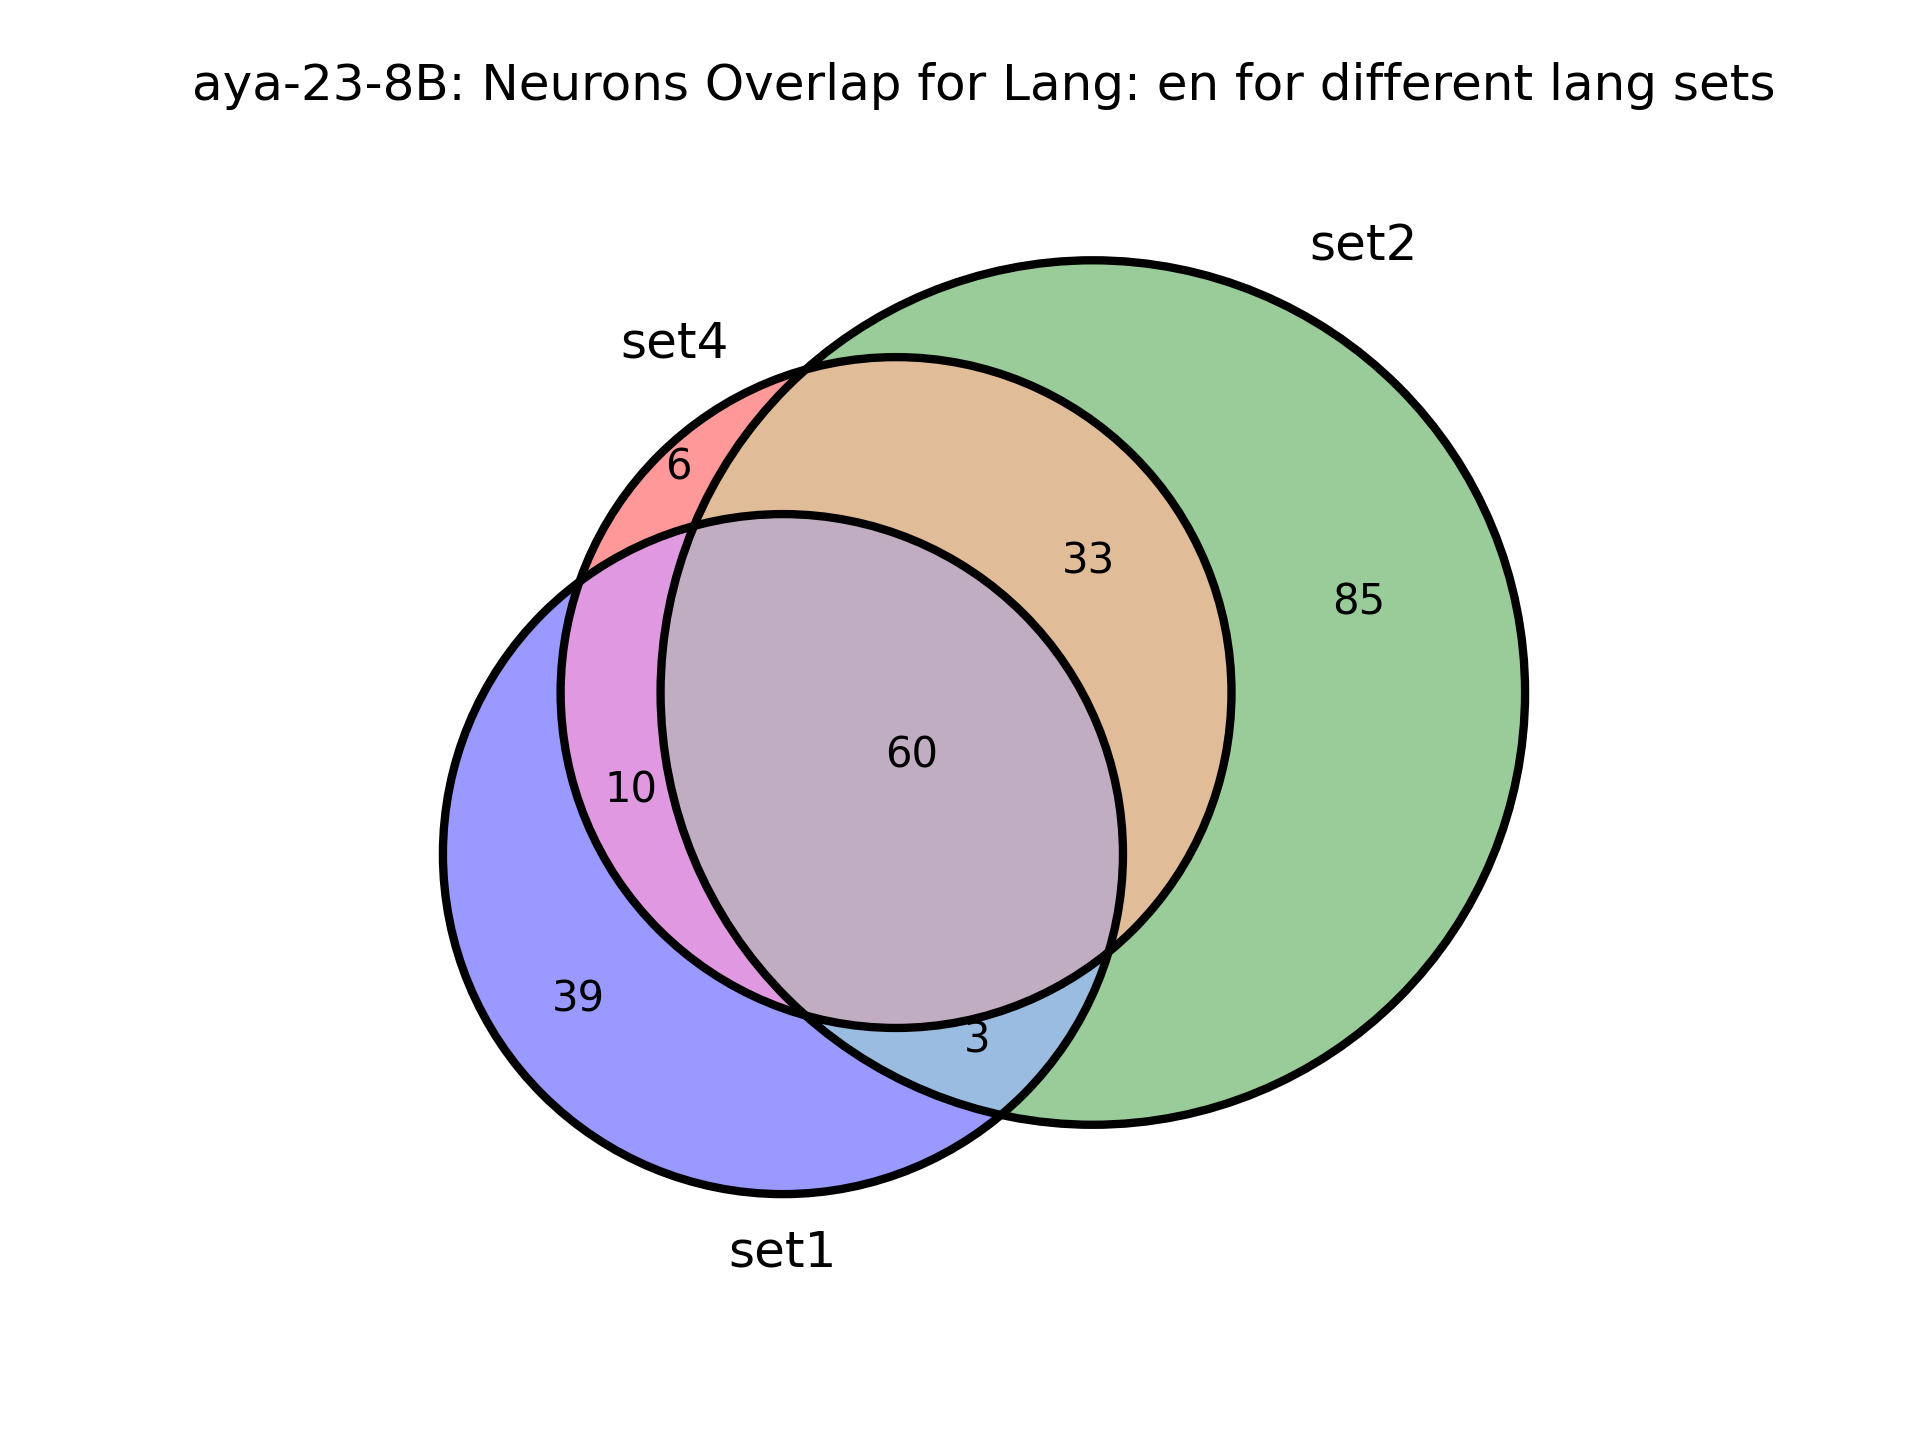 aya-23-8B: Neurons Overlap for Lang: en for different lang sets
set2
set4
6
33
85
60
10
39
3
set1